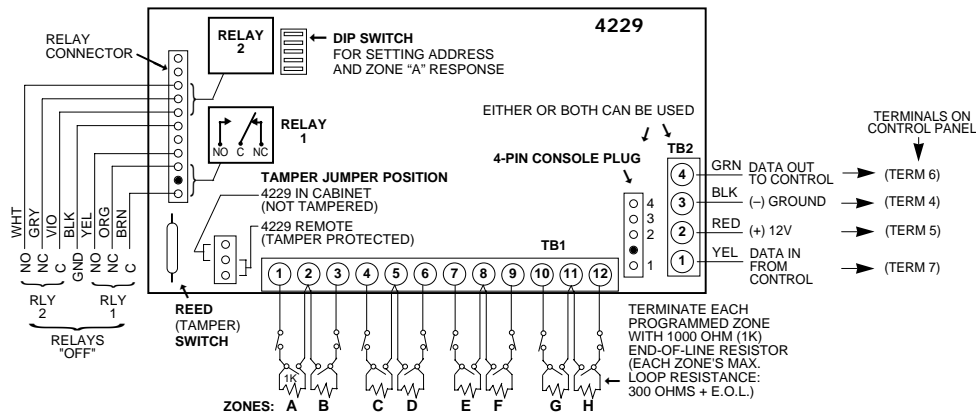 4229
RELAY
CONNECTOR
RELAY
2
DIP SWITCH
FOR SETTING ADDRESS
AND ZONE “A” RESPONSE
RELAY
1
NO C NC
TAMPER JUMPER POSITION
4229 IN CABINET
(NOT TAMPERED)
4229 REMOTE
(TAMPER PROTECTED)
EITHER OR BOTH CAN BE USED
4-PIN CONSOLE PLUG
4
3
2
1
TB2
4
3
2
1
TERMINALS ON
CONTROL PANEL
GRN DATA OUT
TO CONTROL
(TERM 6)
BLK (–) GROUND
(TERM 4)
RED (+) 12V
(TERM 5)
YEL DATA IN
FROM
CONTROL
(TERM 7)
WHT GRY VIO BLK YEL ORG BRN
NO NC C GND NO NC C
RLY
2
RLY
1
RELAYS
"OFF"
REED
(TAMPER)
SWITCH
TB1
1 2 3 4 5 6 7 8 9 10 11 12
TERMINATE EACH
PROGRAMMED ZONE
WITH 1000 OHM (1K)
END-OF-LINE RESISTOR
(EACH ZONE'S MAX.
LOOP RESISTANCE:
300 OHMS + E.O.L.)
1K
ZONES: A B C D E F G H